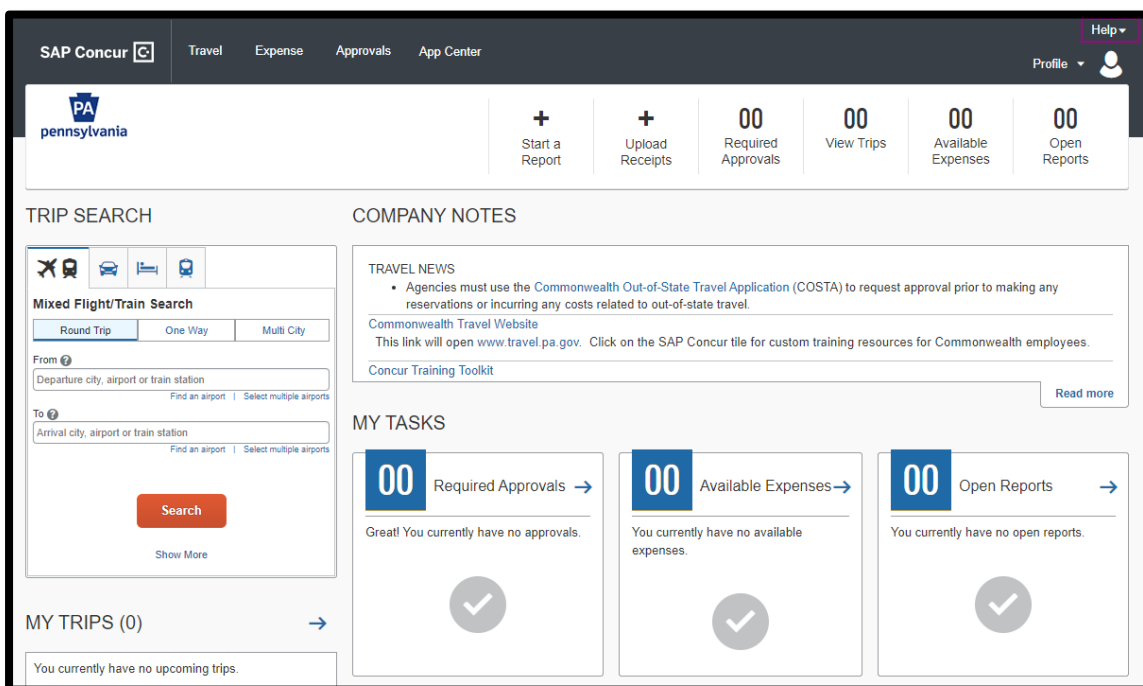 Help
SAP Concur
Travel
Expense
Approvals
App Center
Profile
PA
pennsylvania
+
Start a
Report
+
Upload
Receipts
00
Required
Approvals
00
View Trips
00
Available
Expenses
00
Open
Reports
TRIP SEARCH
Mixed Flight/Train Search
Round Trip
One Way
Multi City
From ?
Departure city, airport or train station
Find an airport | Select multiple airports
To ?
Arrival city, airport or train station
Find an airport | Select multiple airports
Search
Show More
MY TRIPS (0)
You currently have no upcoming trips.
COMPANY NOTES
TRAVEL NEWS
• Agencies must use the Commonwealth Out-of-State Travel Application (COSTA) to request approval prior to making any
reservations or incurring any costs related to out-of-state travel.
Commonwealth Travel Website
This link will open www.travel.pa.gov. Click on the SAP Concur tile for custom training resources for Commonwealth employees.
Concur Training Toolkit
Read more
MY TASKS
00
Required Approvals
Great! You currently have no approvals.
00
Available Expenses
You currently have no available
expenses.
00
Open Reports
You currently have no open reports.